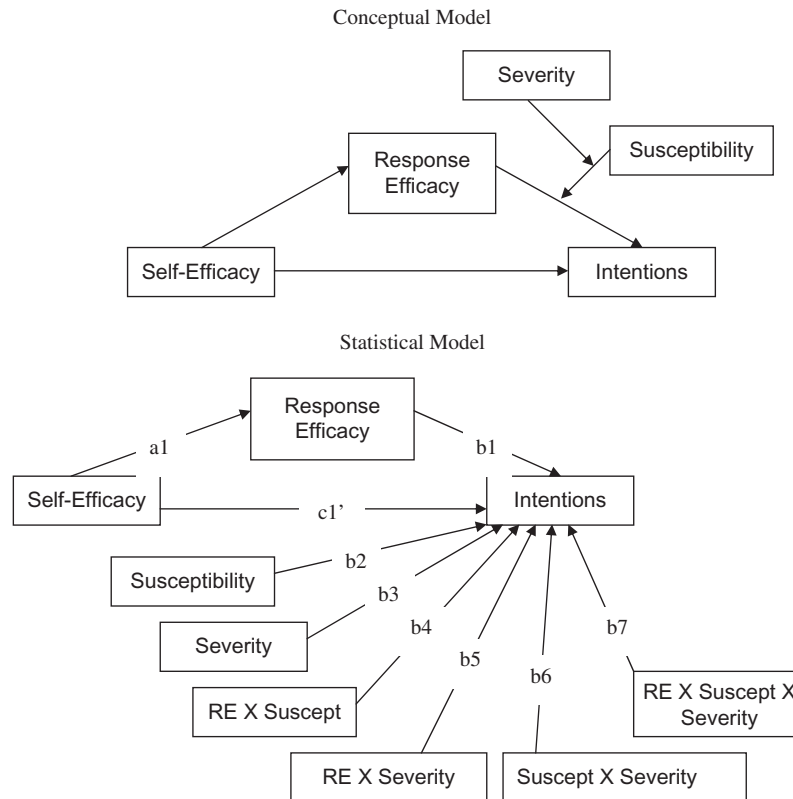 Conceptual Model
Severity
Susceptibility
Response
Efficacy
Self-Efficacy
Intentions
Statistical Model
Response
Efficacy
a1
b1
Self-Efficacy
Intentions
c1’
Susceptibility
b2
b3
Severity
b4
b7
b5
b6
RE X Suscept
RE X Suscept X
Severity
RE X Severity
Suscept X Severity